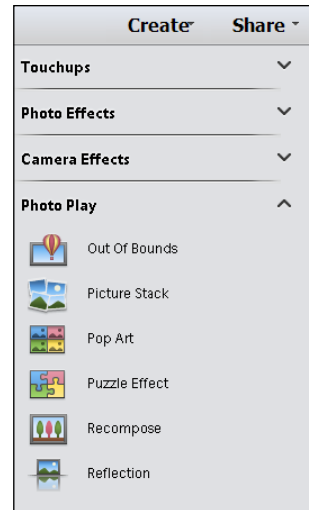 Create Share
Touchups
Photo Effects
Camera Effects
Photo Play
Out Of Bounds
Picture Stack
Pop Art
Puzzle Effect
Recompose
Reflection